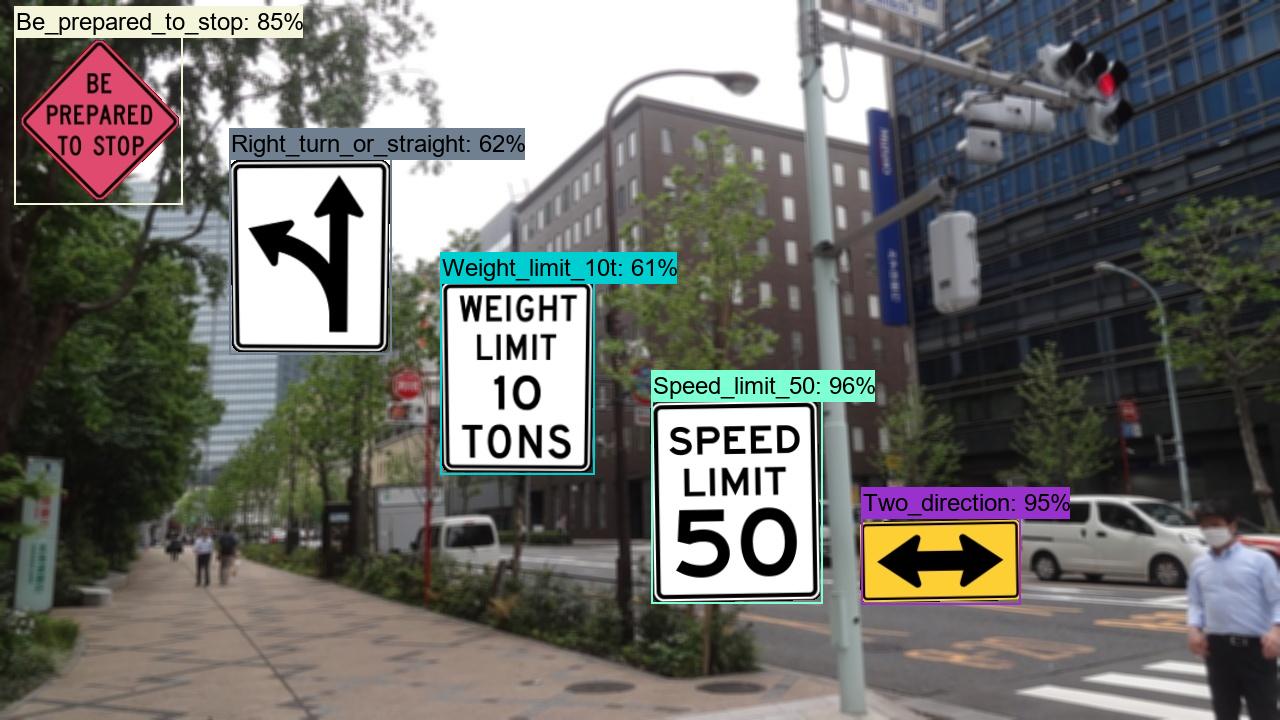 Be_prepared_to_stop: 85%
BE
PREPARED
TO STOP
Right_turn_or_straight: 62%
Weight_limit_10t: 61%
WEIGHT
LIMIT
10
TONS
Speed_limit_50: 96%
SPEED
LIMIT
50
Two_direction: 95%